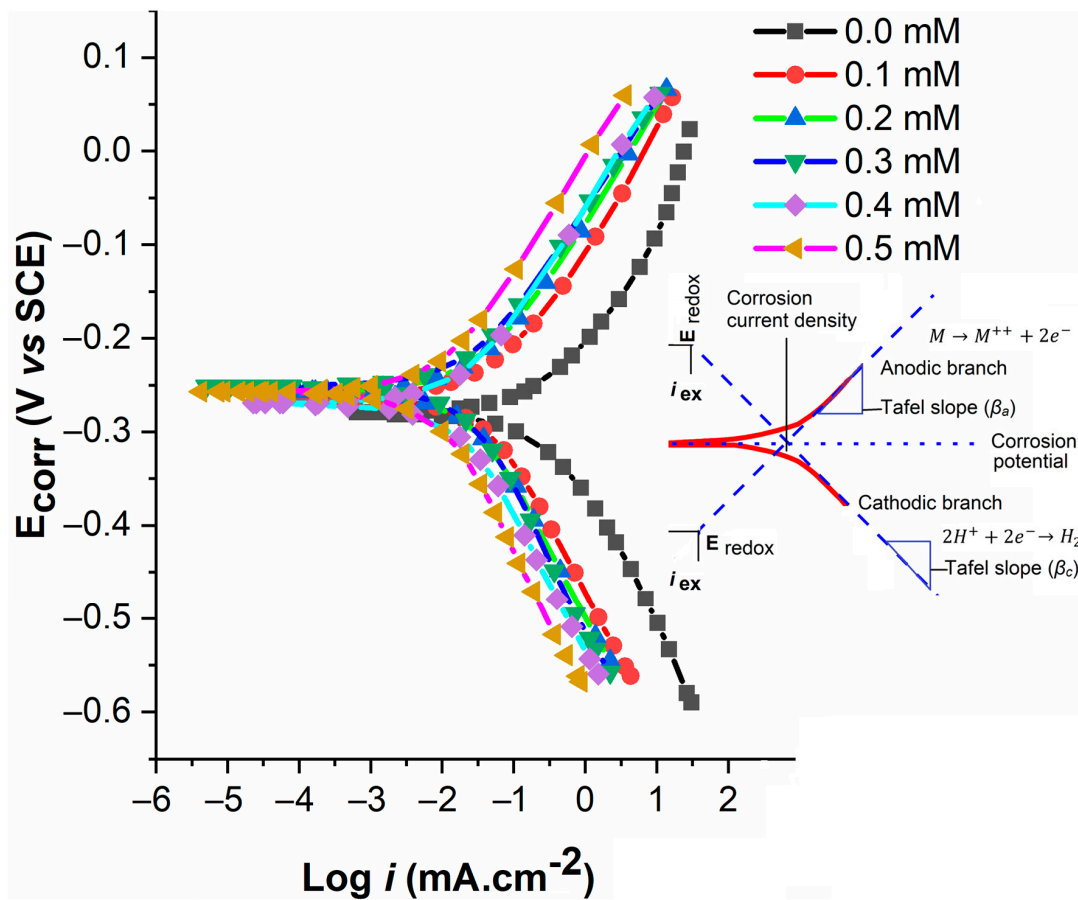 0.0 mM
0.1 mM
0.2 mM
0.3 mM
0.4 mM
0.5 mM
0.1
0.0
−0.1
−0.2
−0.3
−0.4
−0.5
−0.6
Ecorr (V vs SCE)
−6 −5 −4 −3 −2 −1 0 1 2
Log i (mA.cm-2)
E redox
i ex
Corrosion
current density
M → M++ + 2e−
Anodic branch
Tafel slope (βa)
Corrosion
potential
Cathodic branch
2H+ + 2e− → H2
Tafel slope (βc)
E redox
i ex